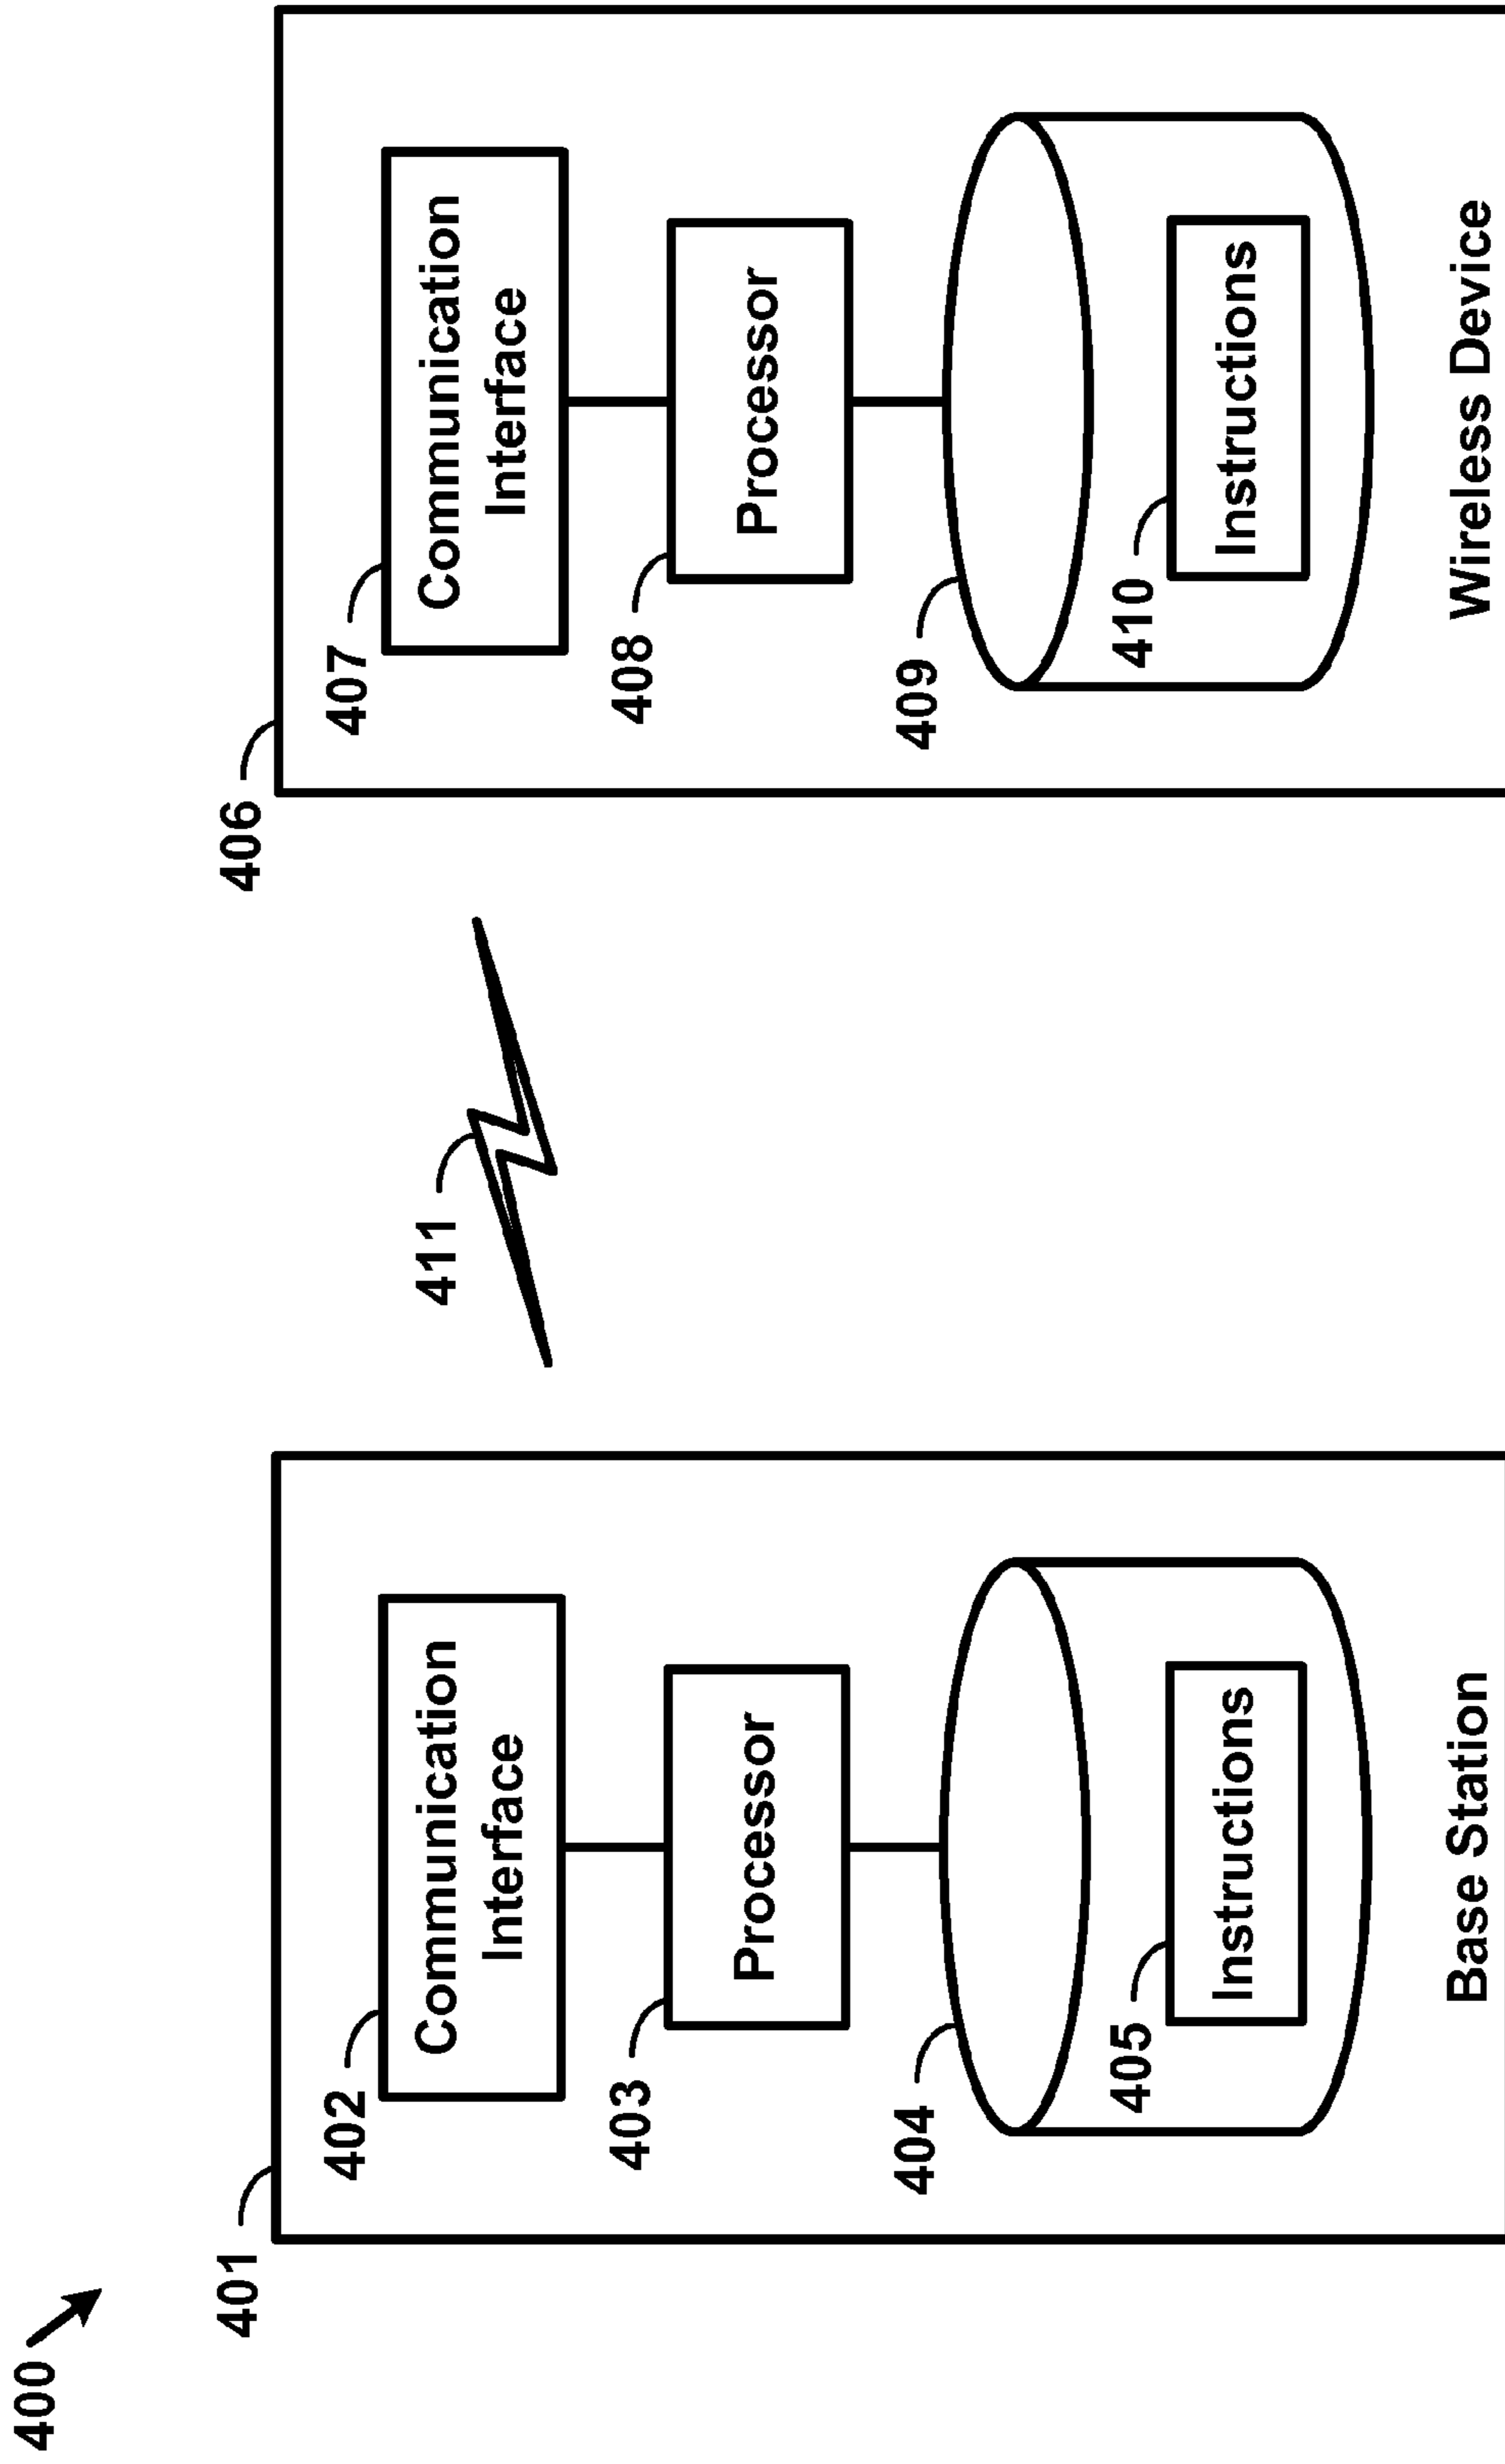 400
401
402
Communication
Interface
403
Processor
404
405
Instructions
Base Station
411
406
407
Communication
Interface
408
Processor
409
410
Instructions
Wireless Device